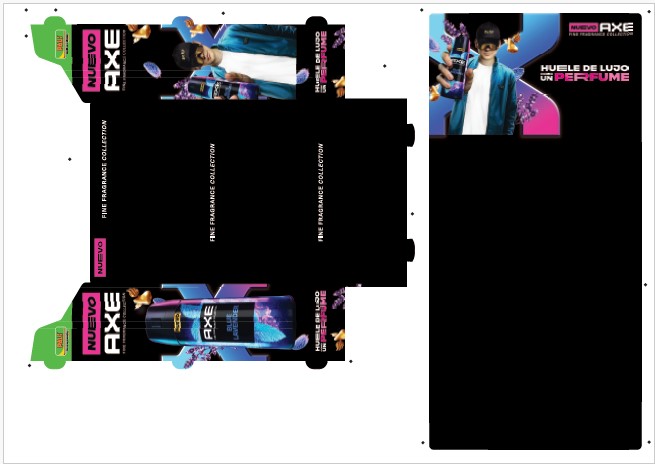 NUEVO
AXE
FINE FRAGRANCE COLLECTION
HUELE DE LUJO
UN PERFUME
FINE FRAGRANCE COLLECTION
NUEVO
FINE FRAGRANCE COLLECTION
FINE FRAGRANCE COLLECTION
NUEVO
AXE
FINE FRAGRANCE COLLECTION
AXE
BLUE
LAVENDER
HUELE DE LUJO
UN PERFUME
NUEVO AXE
FINE FRAGRANCE COLLECTION
HUELE DE LUJO
UN PERFUME